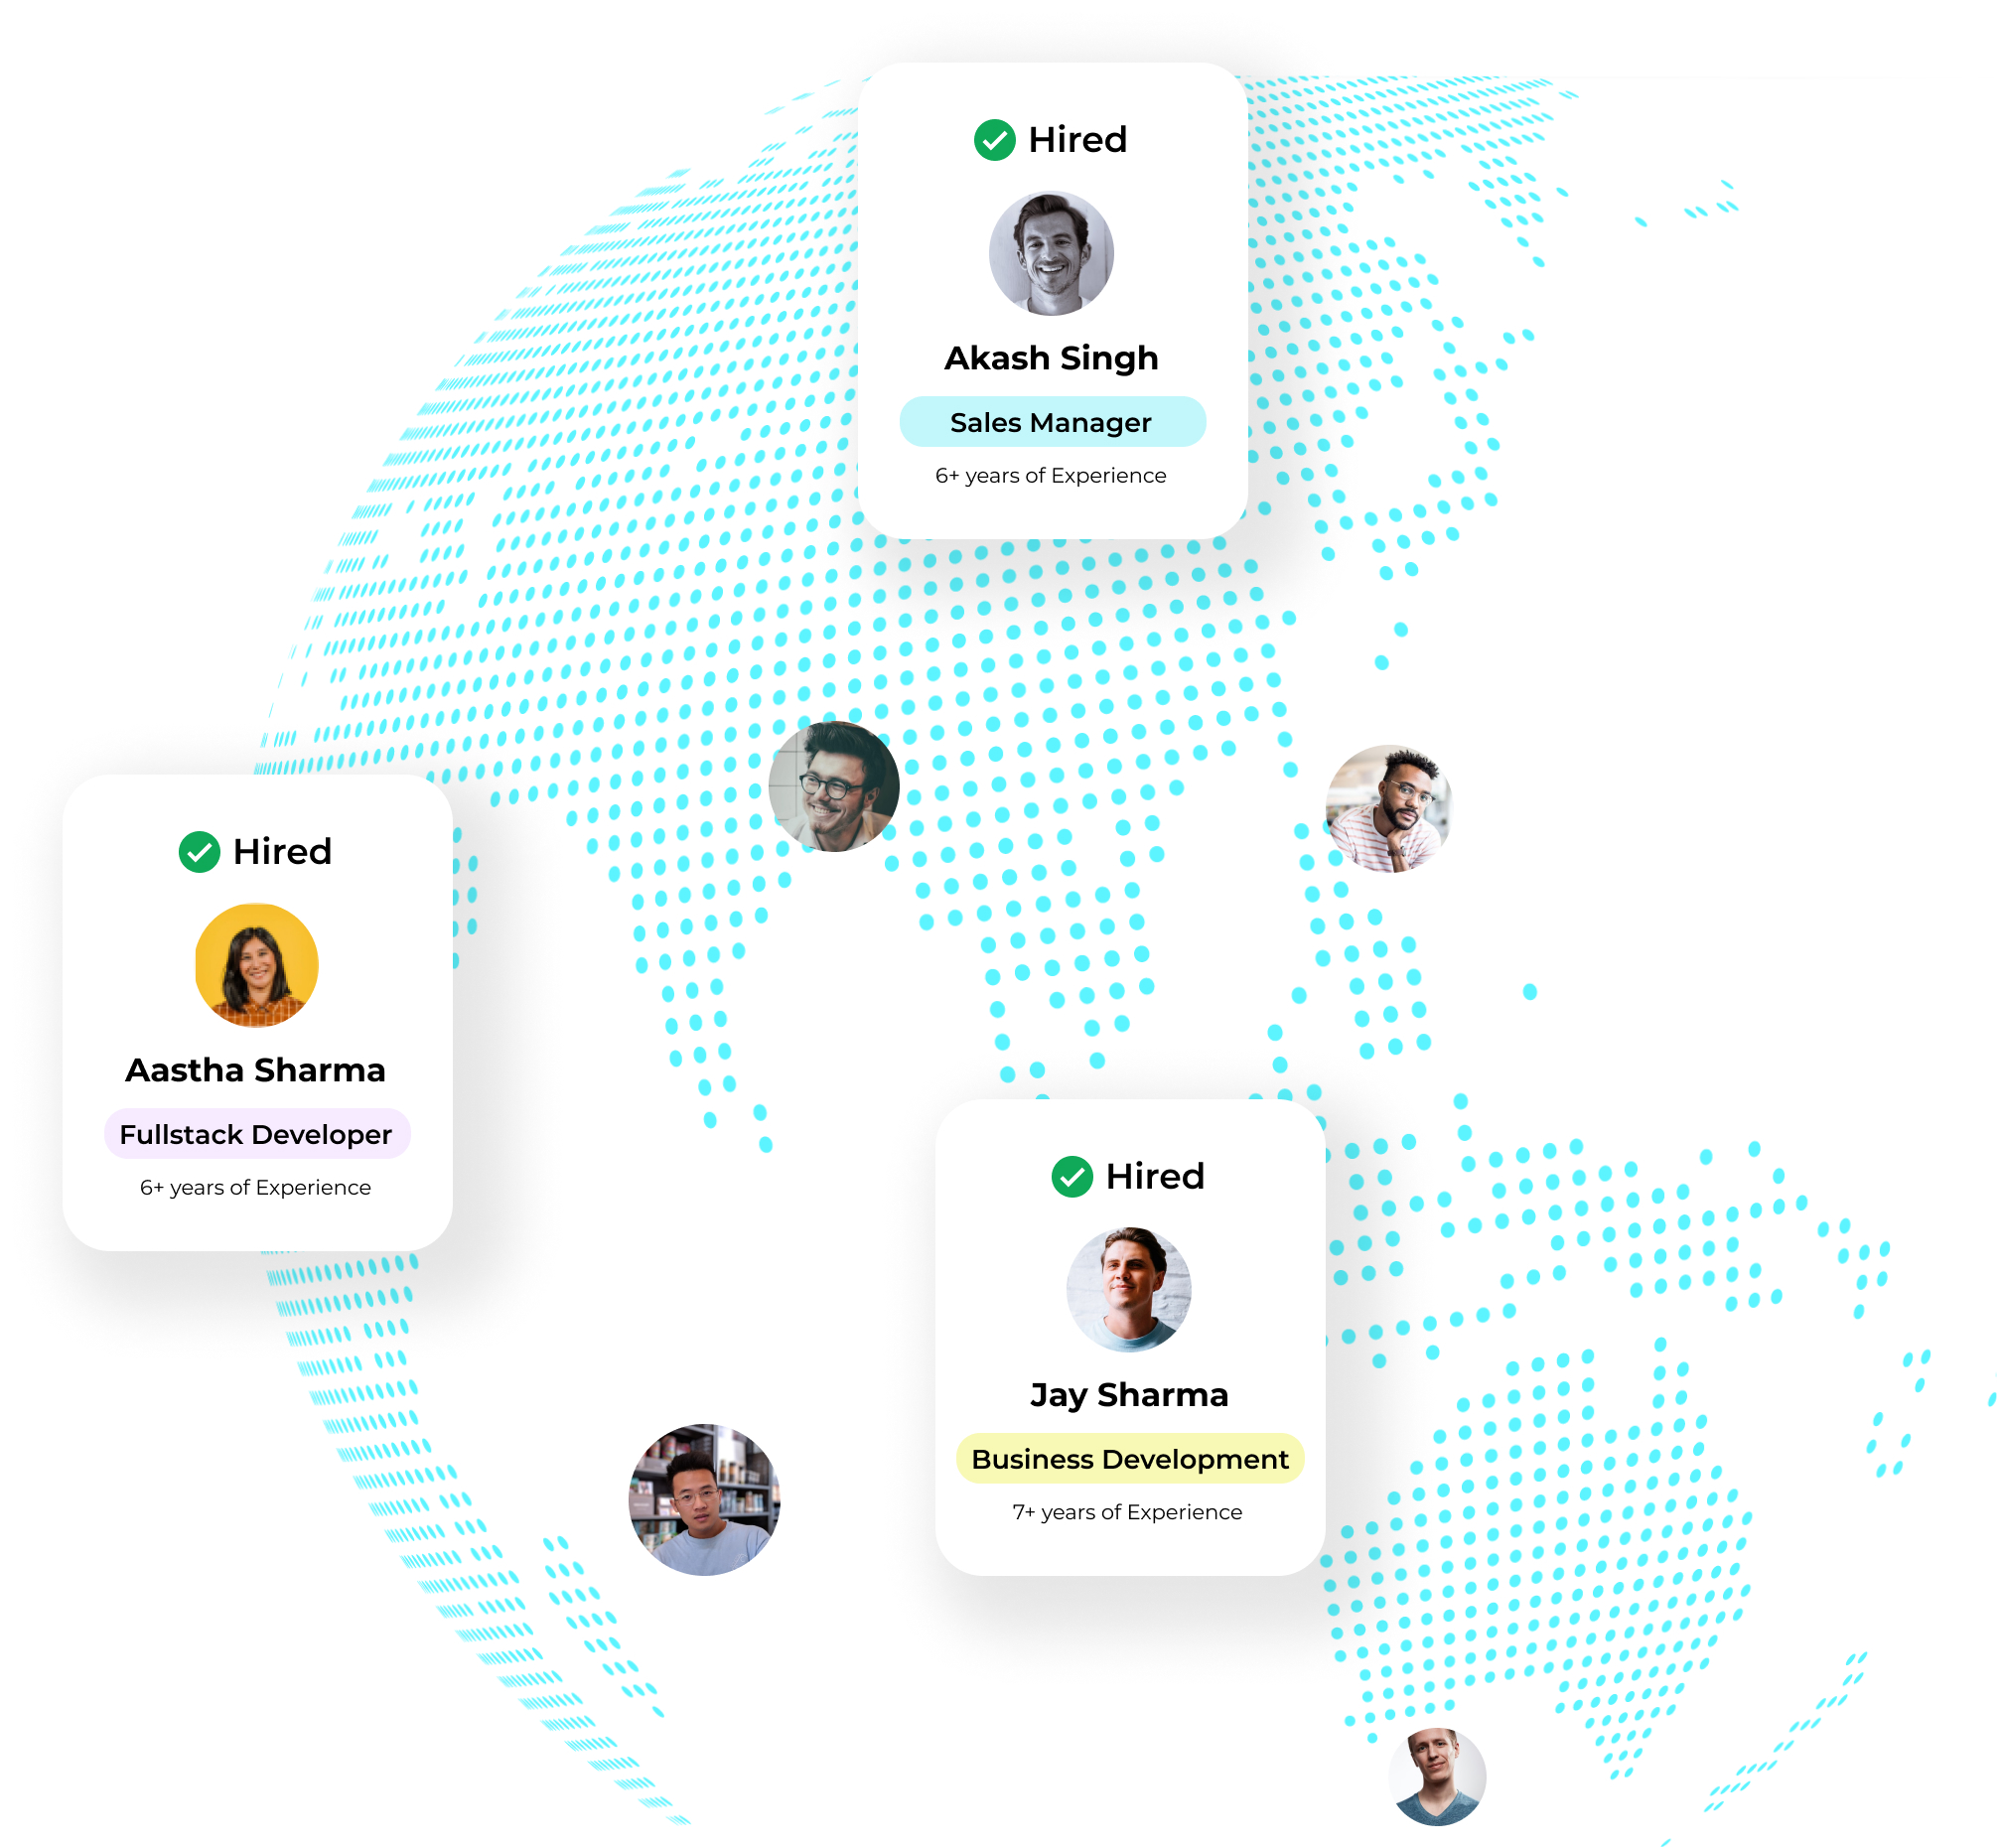 Hired
Akash Singh
Sales Manager
6+ years of Experience
Hired
Aastha Sharma
Fullstack Developer
6+ years of Experience
Hired
Jay Sharma
Business Development
7+ years of Experience